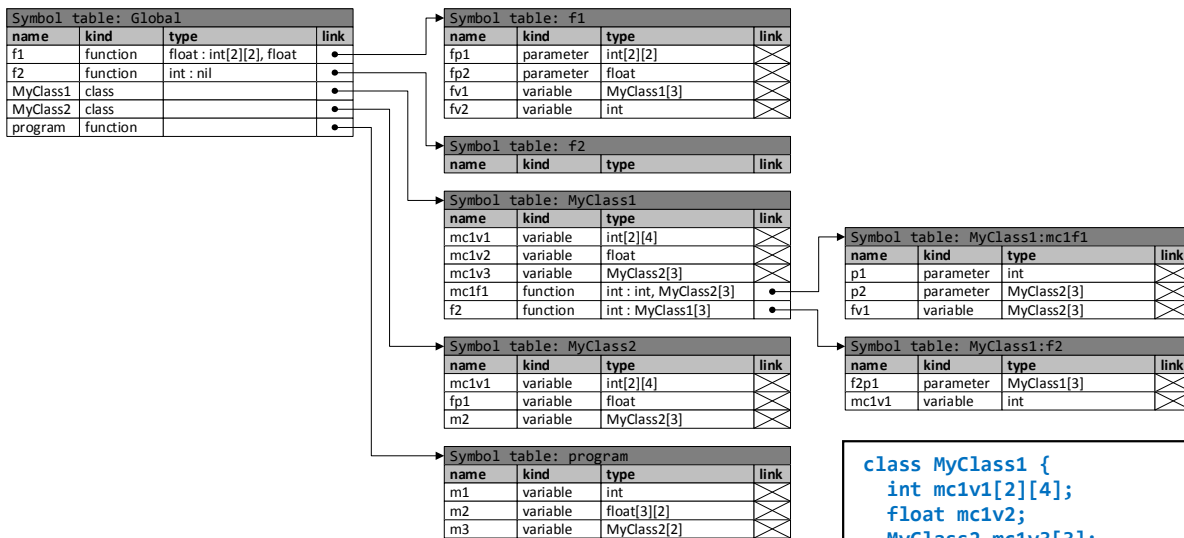 Symbol table: Global
name kind type link
f1 function float : int[2][2], float
f2 function int : nil
MyClass1 class
MyClass2 class
program function
Symbol table: f1
name kind type link
fp1 parameter int[2][2]
fp2 parameter float
fv1 variable MyClass1[3]
fv2 variable int
Symbol table: f2
name kind type link
Symbol table: MyClass1
name kind type link
mc1v1 variable int[2][4]
mc1v2 variable float
mc1v3 variable MyClass2[3]
mc1f1 function int : int, MyClass2[3]
f2 function int : MyClass1[3]
Symbol table: MyClass1:mc1f1
name kind type link
p1 parameter int
p2 parameter MyClass2[3]
fv1 variable MyClass2[3]
Symbol table: MyClass1:f2
name kind type link
f2p1 parameter MyClass1[3]
mc1v1 variable int
Symbol table: MyClass2
name kind type link
mc1v1 variable int[2][4]
fp1 variable float
m2 variable MyClass2[3]
Symbol table: program
name kind type link
m1 variable int
m2 variable float[3][2]
m3 variable MyClass2[2]
class MyClass1 {
int mc1v1[2][4];
float mc1v2;
MyClass2 mc1v3[3];